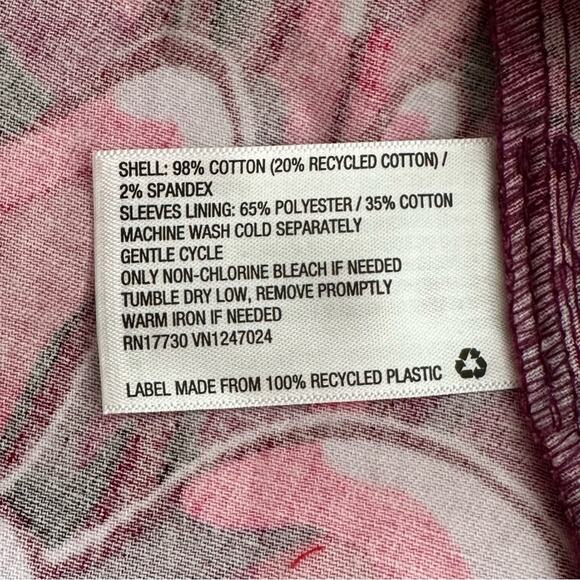 SHELL: 98% COTTON (20% RECYCLED COTTON) /
2% SPANDEX
SLEEVES LINING: 65% POLYESTER / 35% COTTON
MACHINE WASH COLD SEPARATELY
GENTLE CYCLE
ONLY NON-CHLORINE BLEACH IF NEEDED
TUMBLE DRY LOW, REMOVE PROMPTLY
WARM IRON IF NEEDED
RN17730 VN1247024
LABEL MADE FROM 100% RECYCLED PLASTIC